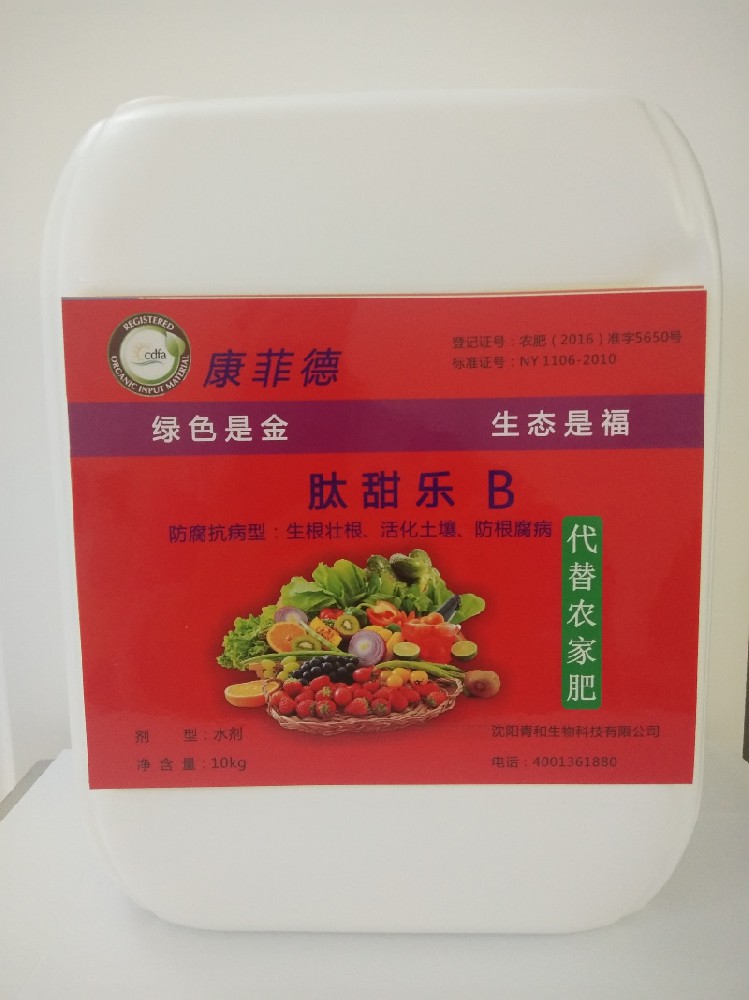 REGISTERED
cdfa
ORGANIC INPUT MATERIAL
康菲德
登记证号：农肥（2016）准字5650号
标准证号：NY 1106-2010
绿色是金
生态是福
肽甜乐 B
防腐抗病型：生根壮根、活化土壤、防根腐病
代替农家肥
剂 型：水剂
净 含 量：10kg
沈阳青和生物科技有限公司
电话：4001361880